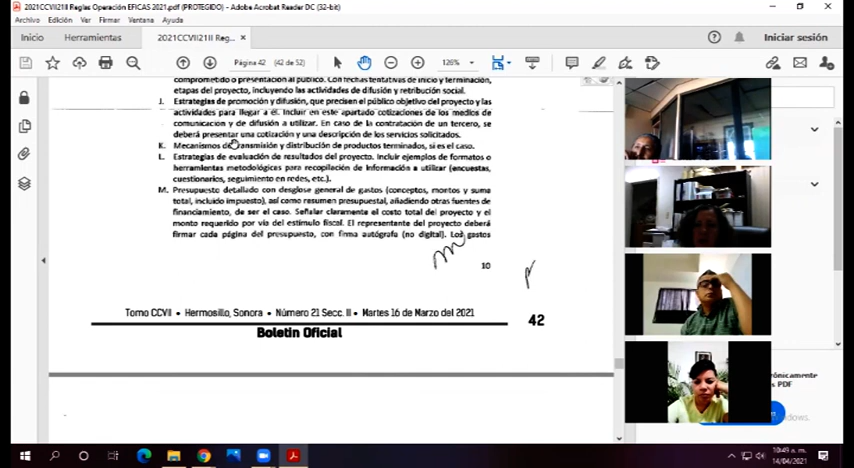 2021CCVII21II Reglas Operación EFICAS 2021.pdf (PROTEGIDO) - Adobe Acrobat Reader DC (32-bit)
Archivo Edición Ver Firmar Ventana Ayuda
Inicio Herramientas 2021CCVII21II Reg... × Iniciar sesión
Página 42 (42 de 52) 126%
comprometido o presentación al público. Con fechas tentativas de inicio y terminación,
etapas del proyecto, incluyendo las actividades de difusión y retribución social.
J. Estrategias de promoción y difusión, que precisen el público objetivo del proyecto y las
actividades para llegar a él. Incluir en este apartado cotizaciones de los medios de
comunicación y de difusión a utilizar. En caso de la contratación de un tercero, se
deberá presentar una cotización y una descripción de los servicios solicitados.
K. Mecanismos de transmisión y distribución de productos terminados, si es el caso.
L. Estrategias de evaluación de resultados del proyecto. Incluir ejemplos de formatos o
herramientas metodológicas para recopilación de información a utilizar (encuestas,
cuestionarios, seguimiento en redes, etc.).
M. Presupuesto detallado con desglose general de gastos (conceptos, montos y suma
total, incluido impuesto), así como resumen presupuestal, añadiendo otras fuentes de
financiamiento, de ser el caso. Señalar claramente el costo total del proyecto y el
monto requerido por vía del estímulo fiscal. El representante del proyecto deberá
firmar cada página del presupuesto, con firma autógrafa (no digital). Los gastos
10
Tomo CCVII • Hermosillo, Sonora • Número 21 Secc. II • Martes 16 de Marzo del 2021
42
Boletín Oficial
rónicamente
s PDF
ndows.
10:49 a. m.
14/04/2021